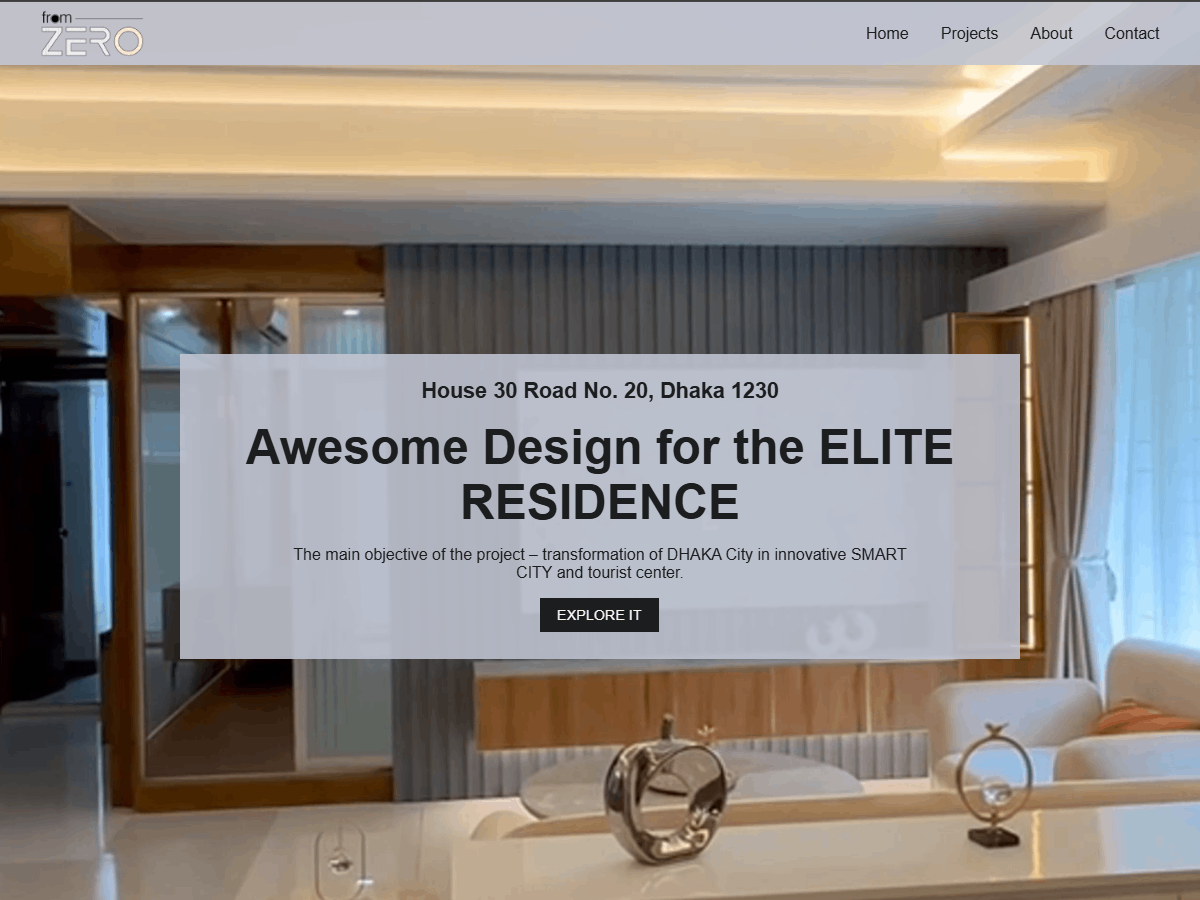 from
ZERO
Home Projects About Contact
House 30 Road No. 20, Dhaka 1230
Awesome Design for the ELITE
RESIDENCE
The main objective of the project – transformation of DHAKA City in innovative SMART
CITY and tourist center.
EXPLORE IT